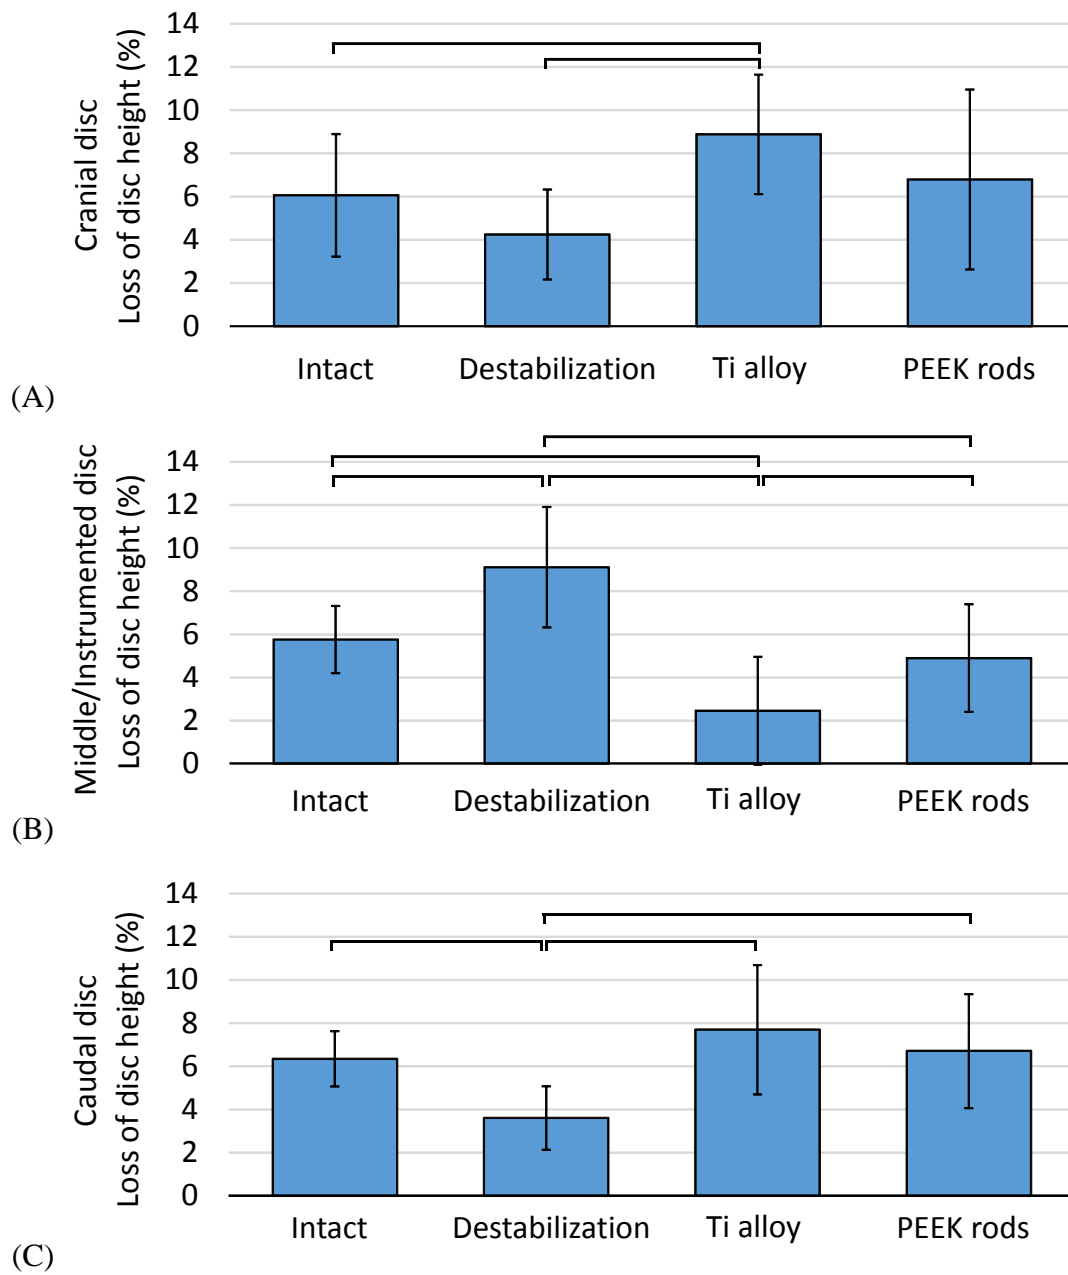 Cranial disc
Loss of disc height (%)
14
12
10
8
6
4
2
0
Intact
Destabilization
Ti alloy
PEEK rods
(A)
Middle/Instrumented disc
Loss of disc height (%)
14
12
10
8
6
4
2
0
Intact
Destabilization
Ti alloy
PEEK rods
(B)
Caudal disc
Loss of disc height (%)
14
12
10
8
6
4
2
0
Intact
Destabilization
Ti alloy
PEEK rods
(C)